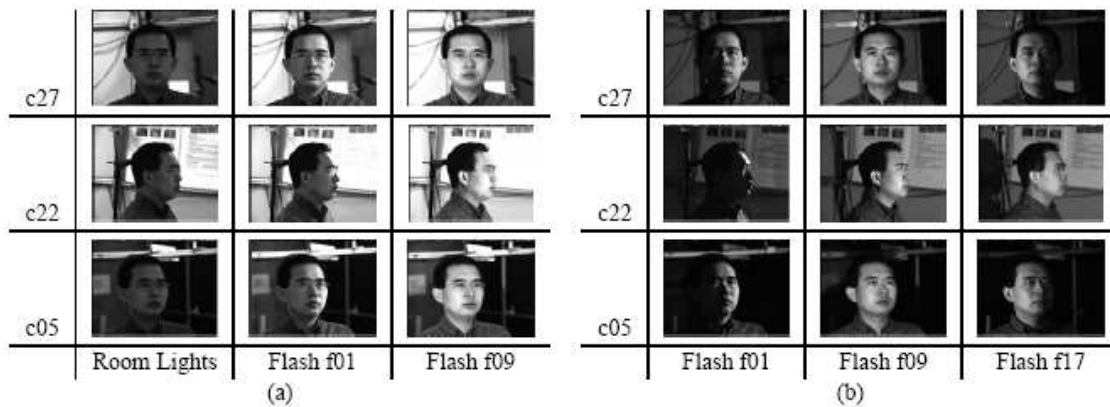 c27
c22
c05
Room Lights Flash f01 Flash f09
(a)
c27
c22
c05
Flash f01 Flash f09 Flash f17
(b)